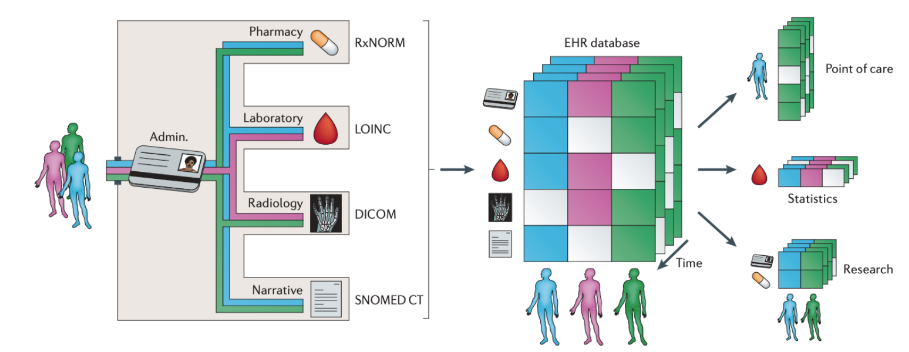 Pharmacy
RxNORM
Laboratory
LOINC
Admin.
Radiology
DICOM
Narrative
SNOMED CT
EHR database
Time
Point of care
Statistics
Research